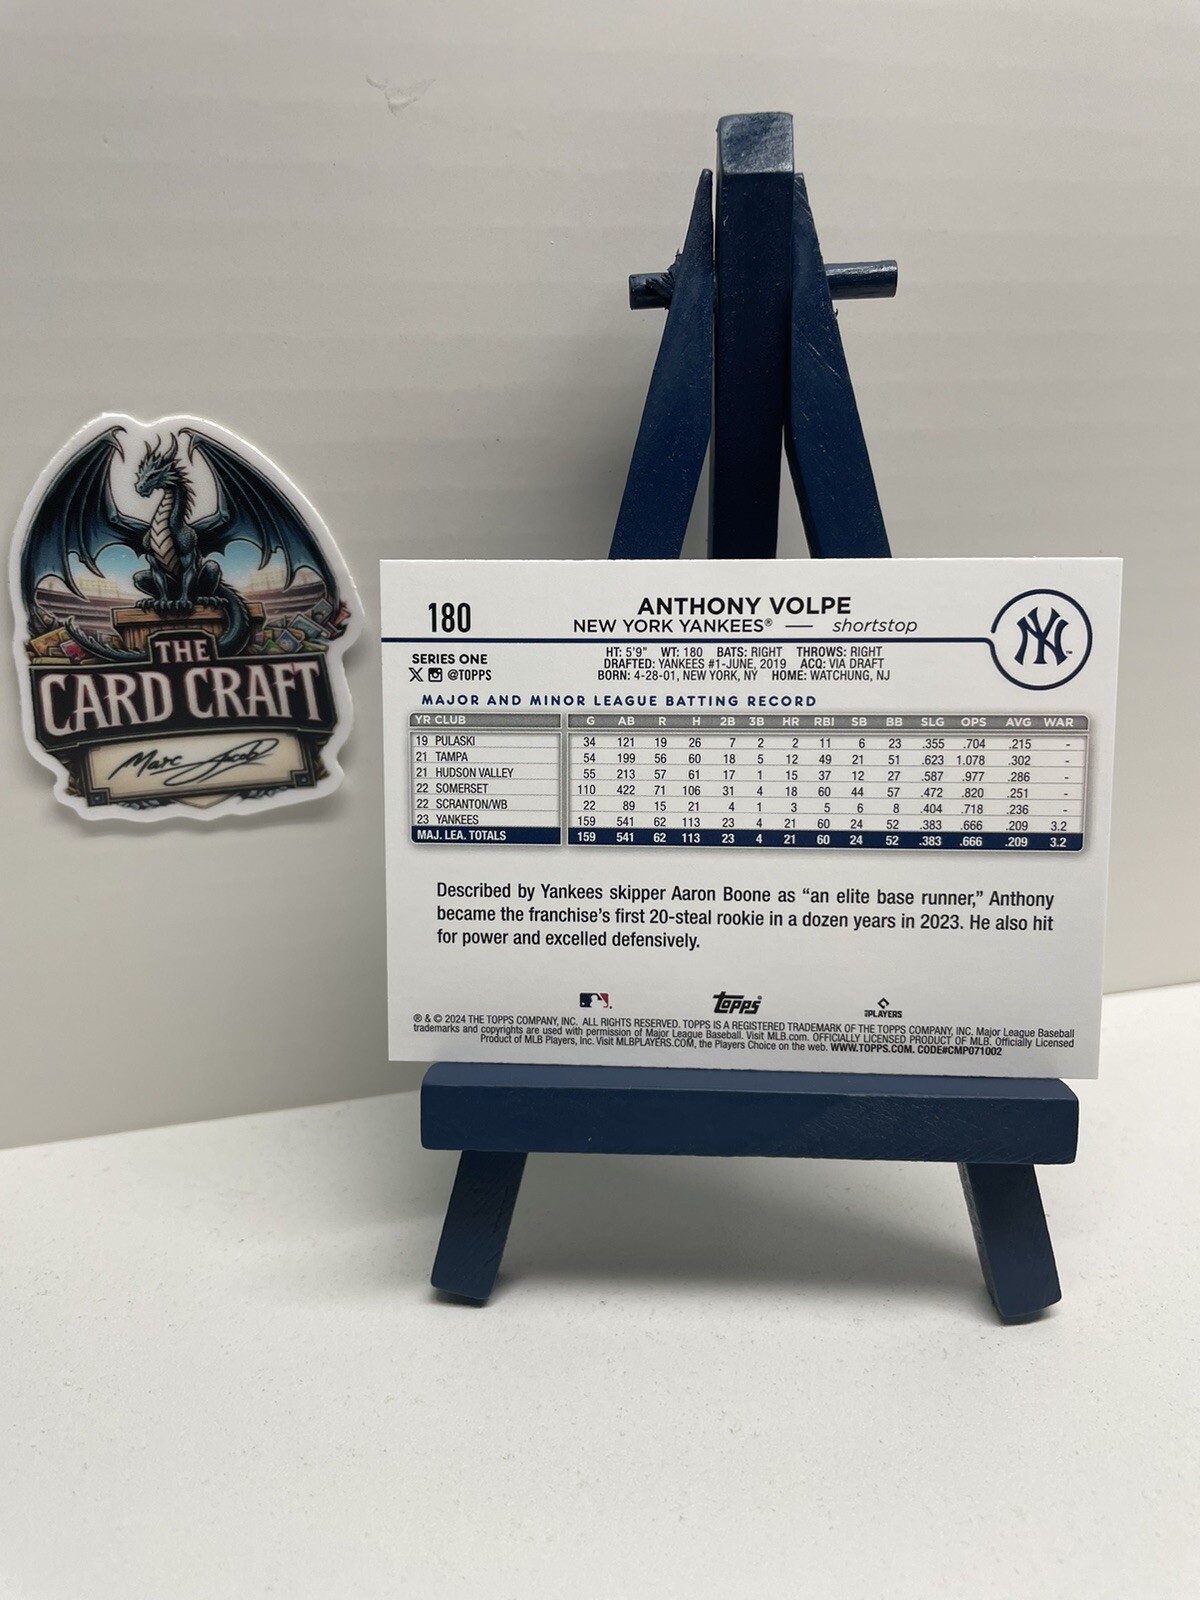 THE
CARD CRAFT
Marc Jacob
180
ANTHONY VOLPE
NEW YORK YANKEES® — shortstop
NY
SERIES ONE
X @TOPPS
HT: 5'9" WT: 180 BATS: RIGHT THROWS: RIGHT
DRAFTED: YANKEES #1-JUNE, 2019 ACQ: VIA DRAFT
BORN: 4-28-01, NEW YORK, NY HOME: WATCHUNG, NJ
MAJOR AND MINOR LEAGUE BATTING RECORD
YR CLUB G AB R H 2B 3B HR RBI SB BB SLG OPS AVG WAR
19 PULASKI 34 121 19 26 7 2 2 11 6 23 .355 .704 .215 -
21 TAMPA 54 199 56 60 18 5 12 49 21 51 .623 1.078 .302 -
21 HUDSON VALLEY 55 213 57 61 17 1 15 37 12 27 .587 .977 .286 -
22 SOMERSET 110 422 71 106 31 4 18 60 44 57 .472 .820 .251 -
22 SCRANTON/WB 22 89 15 21 4 1 3 5 6 8 .404 .718 .236 -
23 YANKEES 159 541 62 113 23 4 21 60 24 52 .383 .666 .209 3.2
MAJ. LEA. TOTALS 159 541 62 113 23 4 21 60 24 52 .383 .666 .209 3.2
Described by Yankees skipper Aaron Boone as “an elite base runner,” Anthony
became the franchise’s first 20-steal rookie in a dozen years in 2023. He also hit
for power and excelled defensively.
topps
PLAYERS
® & © 2024 THE TOPPS COMPANY, INC. ALL RIGHTS RESERVED. TOPPS IS A REGISTERED TRADEMARK OF THE TOPPS COMPANY, INC. Major League Baseball
trademarks and copyrights are used with permission of Major League Baseball. Visit MLB.com. OFFICIALLY LICENSED PRODUCT OF MLB. Officially Licensed
Product of MLB Players, Inc. Visit MLBPLAYERS.COM, the Players Choice on the web. WWW.TOPPS.COM. CODE#CMP071002